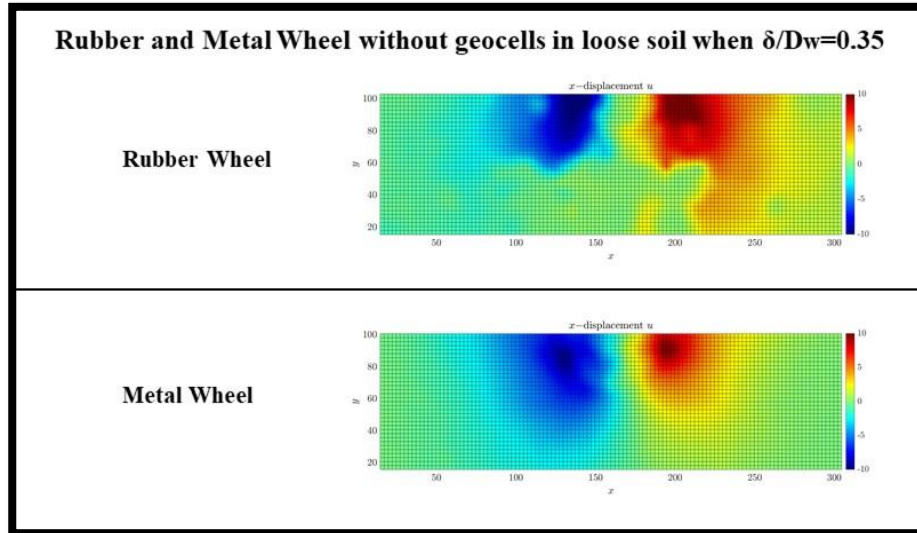 Rubber and Metal Wheel without geocells in loose soil when δ/Dw=0.35
Rubber Wheel
x−displacement u
100
80
60
40
20
y
50 100 150 200 250 300
x
10
5
0
-5
-10
Metal Wheel
x−displacement u
100
80
60
40
20
y
50 100 150 200 250 300
x
10
5
0
-5
-10